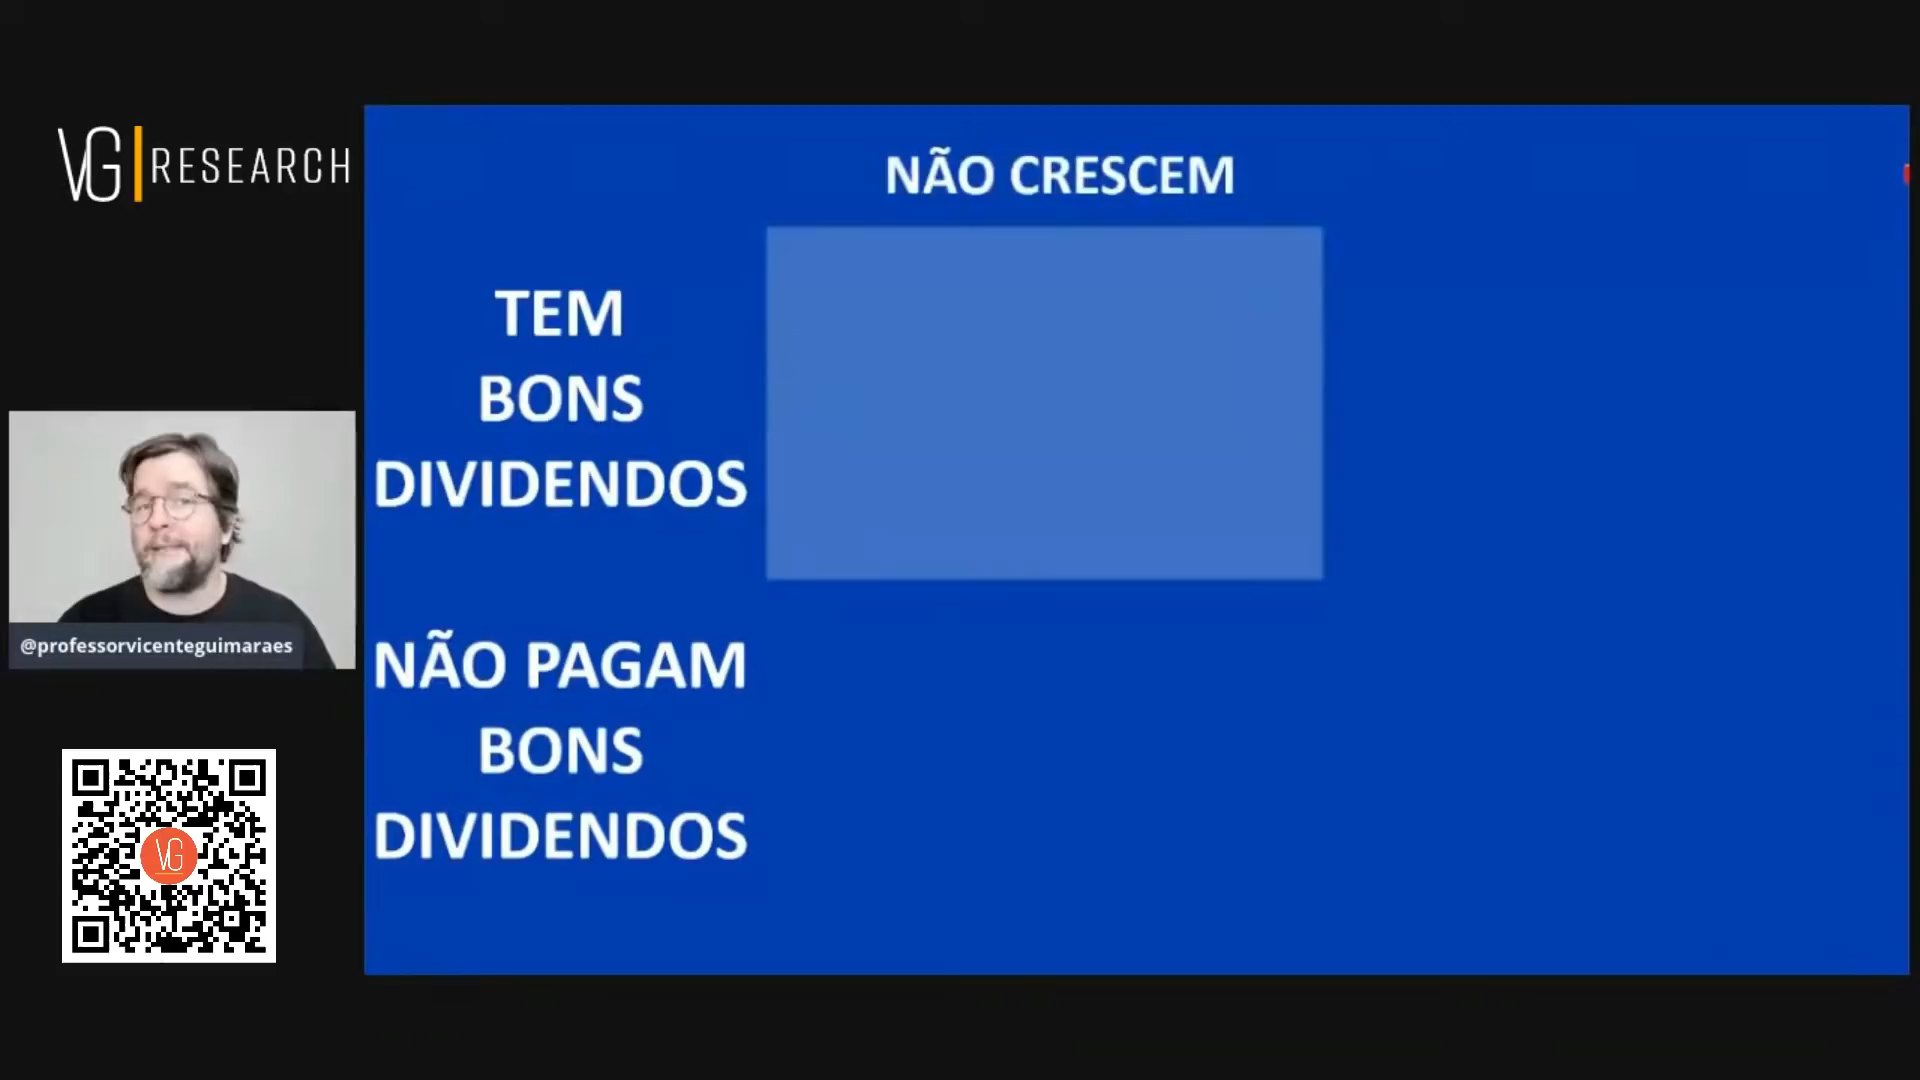 VG|RESEARCH
NÃO CRESCEM
TEM
BONS
DIVIDENDOS
@professorvicenteguimaraes
NÃO PAGAM
BONS
DIVIDENDOS
VG